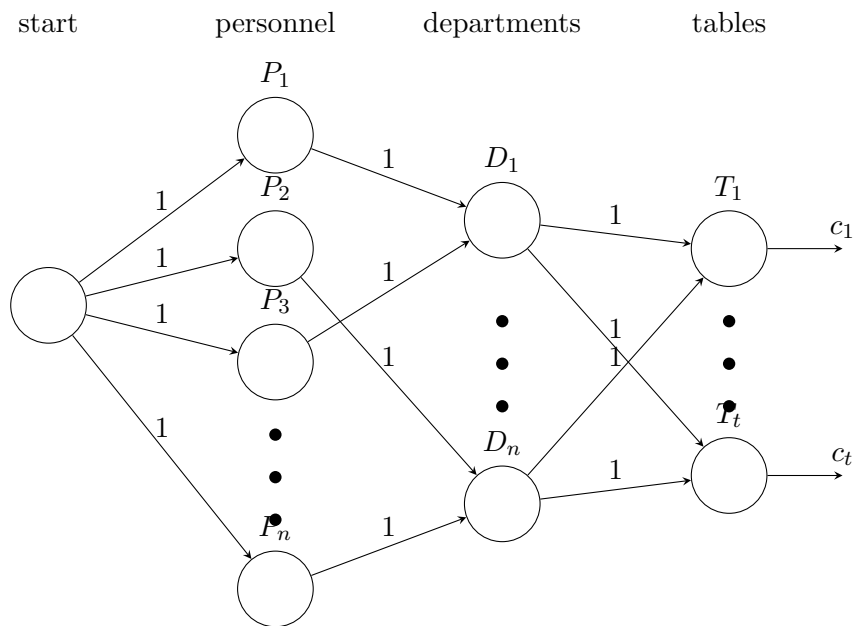 start personnel departments tables
P₁
P₂
P₃
Pₙ
D₁
Dₙ
T₁
Tₜ
c₁
cₜ
1
1
1
1
1
1
1
1
1
1
1
1